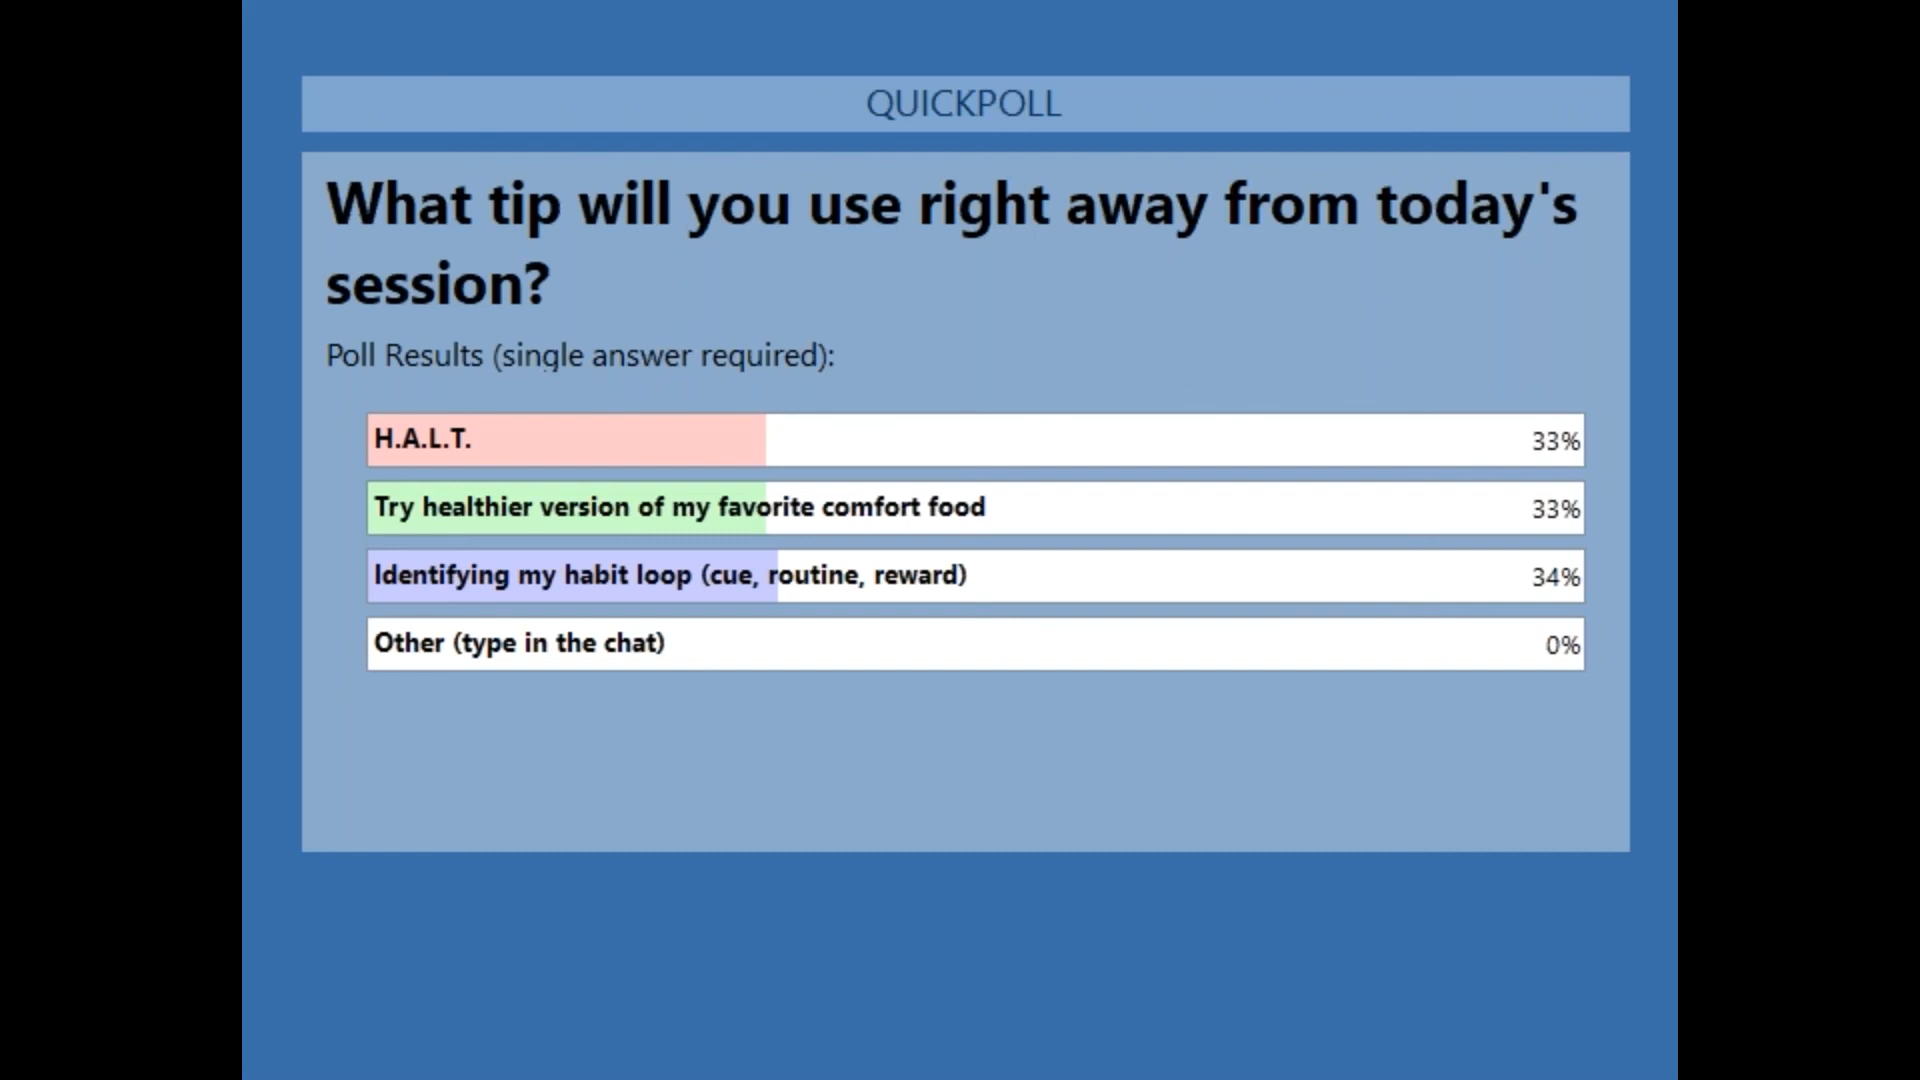 QUICKPOLL
What tip will you use right away from today's
session?
Poll Results (single answer required):
H.A.L.T. 33%
Try healthier version of my favorite comfort food 33%
Identifying my habit loop (cue, routine, reward) 34%
Other (type in the chat) 0%